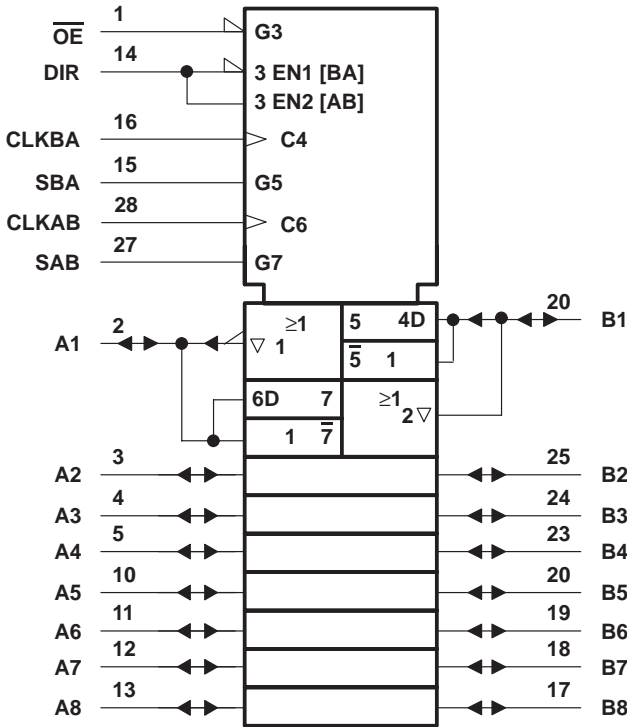 1
OE G3
14
DIR 3 EN1 [BA]
3 EN2 [AB]
16
CLKBA C4
15
SBA G5
28
CLKAB C6
27
SAB G7
2 ≥1 5 4D 20
A1 ▽ 1 B1
5 1
6D 7 ≥1
2 ▽
1 7
3 25
A2 B2
4 24
A3 B3
5 23
A4 B4
10 20
A5 B5
11 19
A6 B6
12 18
A7 B7
13 17
A8 B8